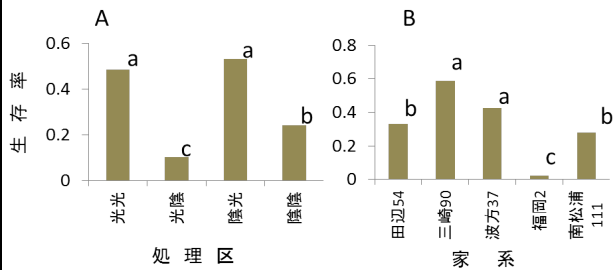 A
生存率
0.6
0.4
0.2
0
a
c
a
b
光光
光陰
陰光
陰陰
処理区
B
0.8
0.6
0.4
0.2
0
b
a
a
c
b
田辺54
三崎90
波方37
福岡2
南松浦
111
家系